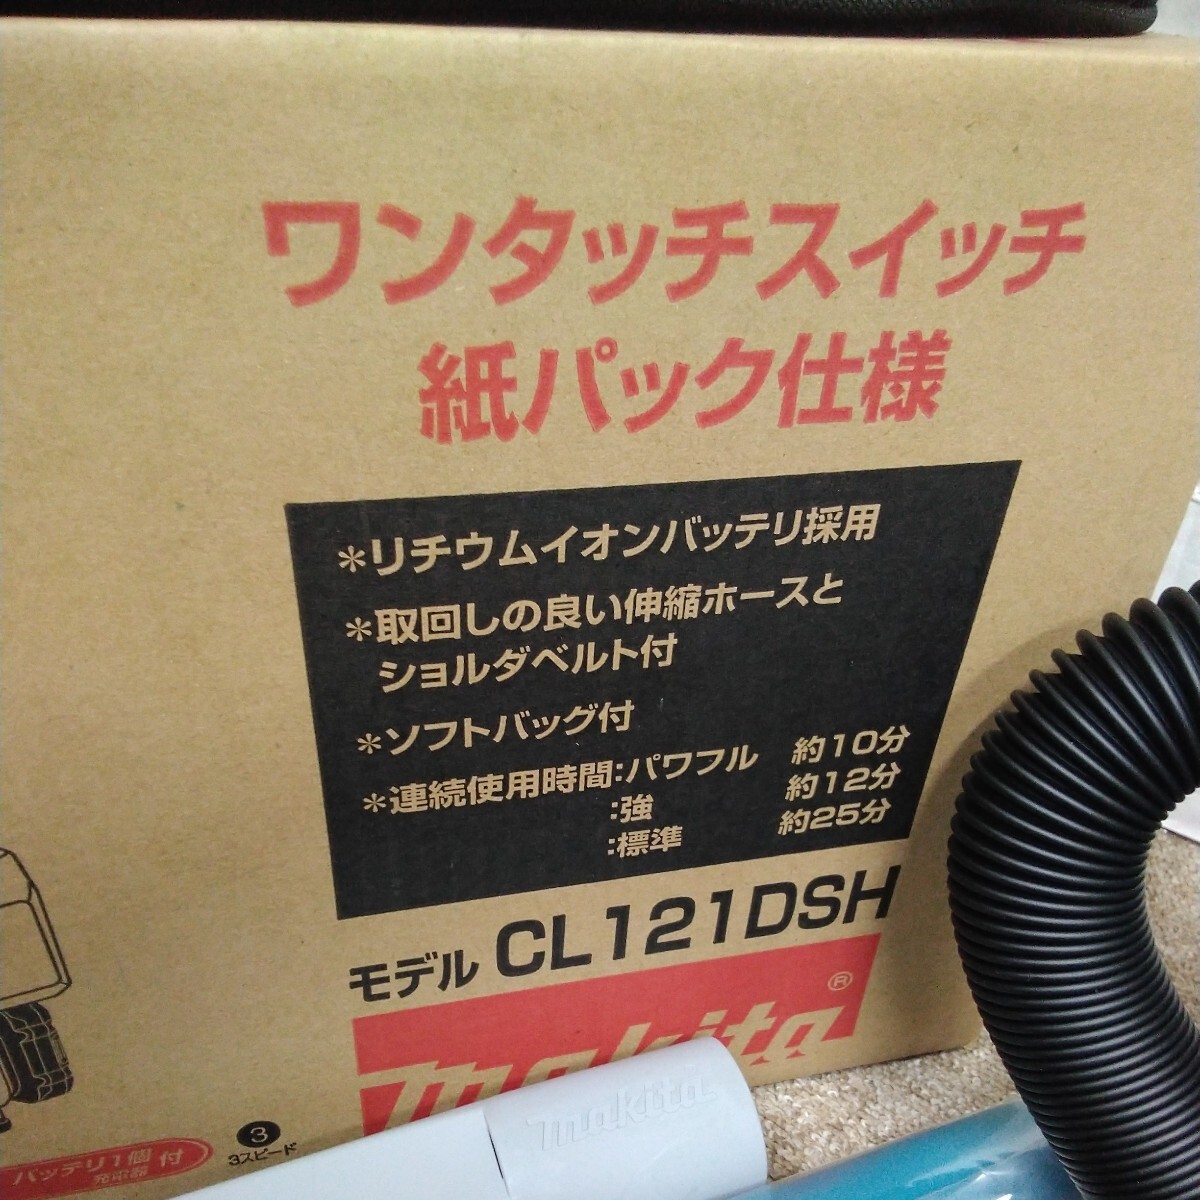 ワンタッチスイッチ
紙パック仕様
*リチウムイオンバッテリ採用
*取回しの良い伸縮ホースと
ショルダベルト付
*ソフトバッグ付
*連続使用時間:パワフル 約10分
:強 約12分
:標準 約25分
モデル CL121DSH
makita®
makita
バッテリ1個付
充電器
3
3スピード